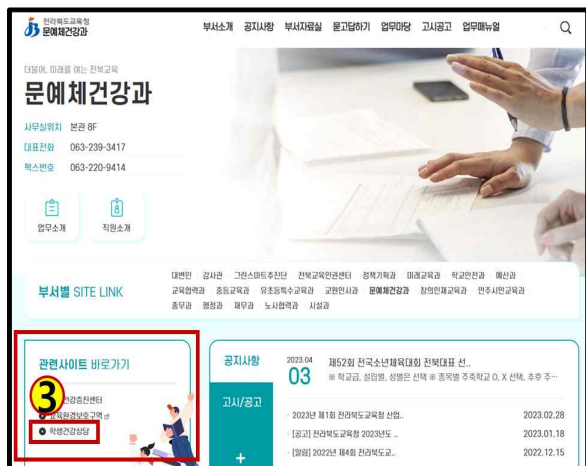 전라북도교육청
문예체건강과
부서소개 공지사항 부서자료실 묻고답하기 업무마당 고시공고 업무매뉴얼
더불어, 미래를 여는 전북교육
문예체건강과
사무실위치 본관 8F
대표전화 063-239-3417
팩스번호 063-220-9414
업무소개 직원소개
부서별 SITE LINK
대변인 감사관 그린스마트추진단 전북교육인권센터 정책기획과 미래교육과 학교안전과 예산과
교육협력과 중등교육과 유초등특수교육과 교원인사과 문예체건강과 창의인재교육과 민주시민교육과
총무과 행정과 재무과 노사협력과 시설과
관련사이트 바로가기
3
건강증진센터
교육환경보호구역
학생건강상담
공지사항
고시/공고
+
2023.04
03
제52회 전국소년체육대회 전북대표 선..
※ 학교급, 설립별, 성별은 선택 ※ 종목별 주축학교 O, X 선택, 추후 주…
· 2023년 제1회 전라북도교육청 산업.. 2023.02.28
· [공고] 전라북도교육청 2023년도 .. 2023.01.18
· [알림] 2022년 제4회 전라북도교.. 2022.12.15